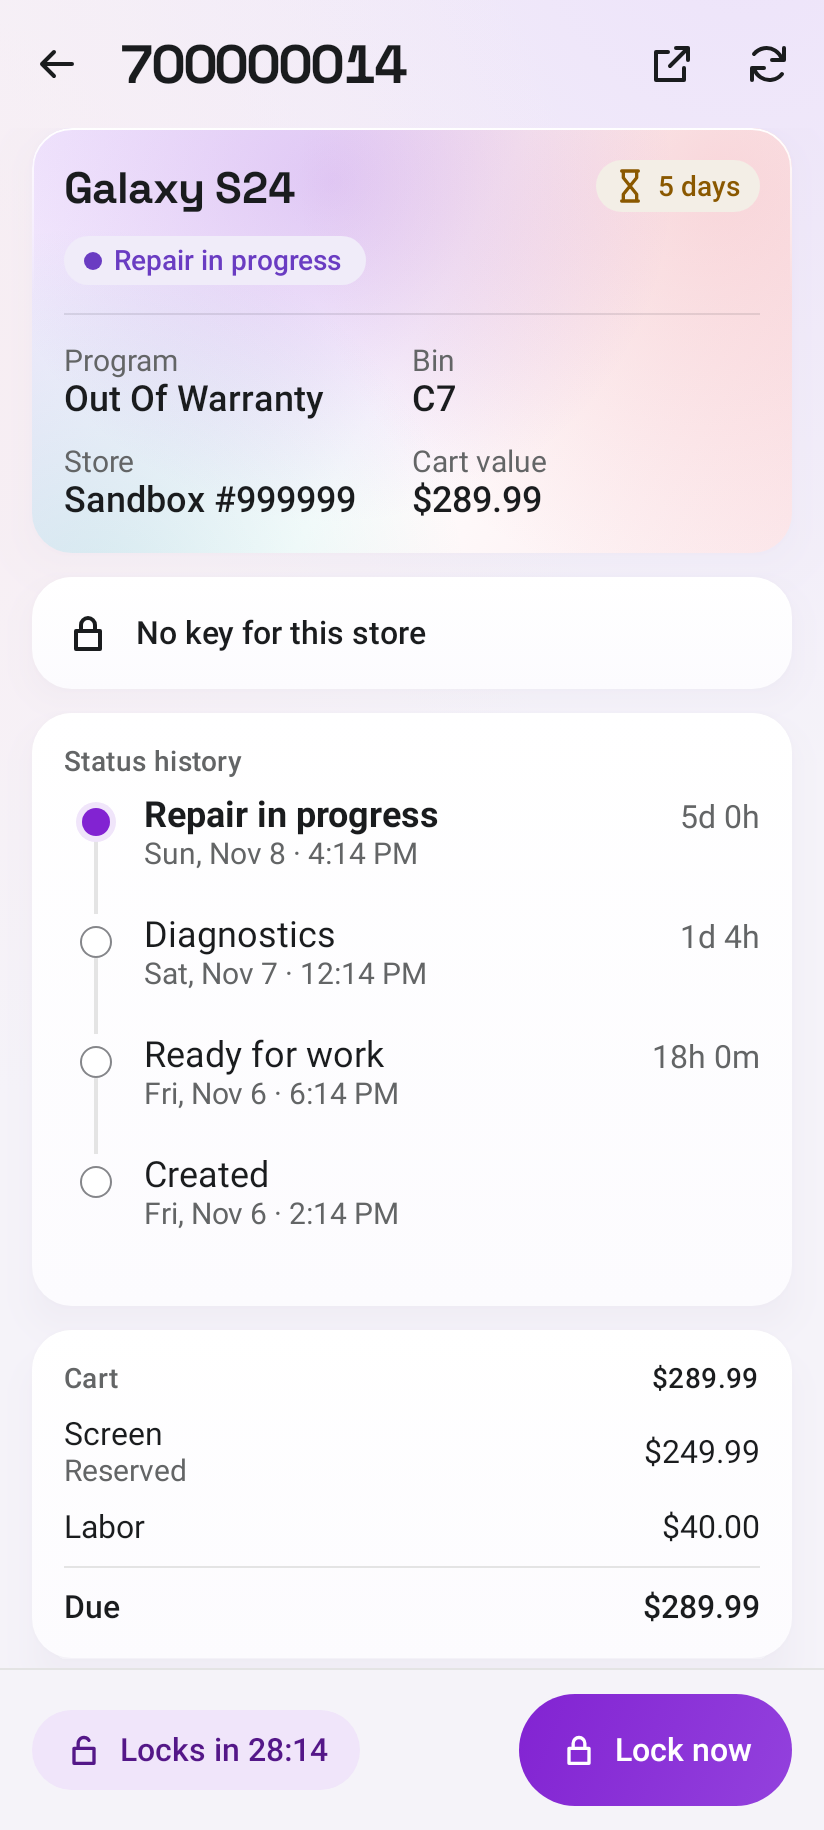 700000014
Galaxy S24
5 days
Repair in progress
Program
Bin
Out Of Warranty
C7
Store
Cart value
Sandbox #999999
$289.99
No key for this store
Status history
Repair in progress
5d 0h
Sun, Nov 8 · 4:14 PM
Diagnostics
1d 4h
Sat, Nov 7 · 12:14 PM
Ready for work
18h 0m
Fri, Nov 6 · 6:14 PM
Created
Fri, Nov 6 · 2:14 PM
Cart
$289.99
Screen
Reserved
$249.99
Labor
$40.00
Due
$289.99
Locks in 28:14
Lock now